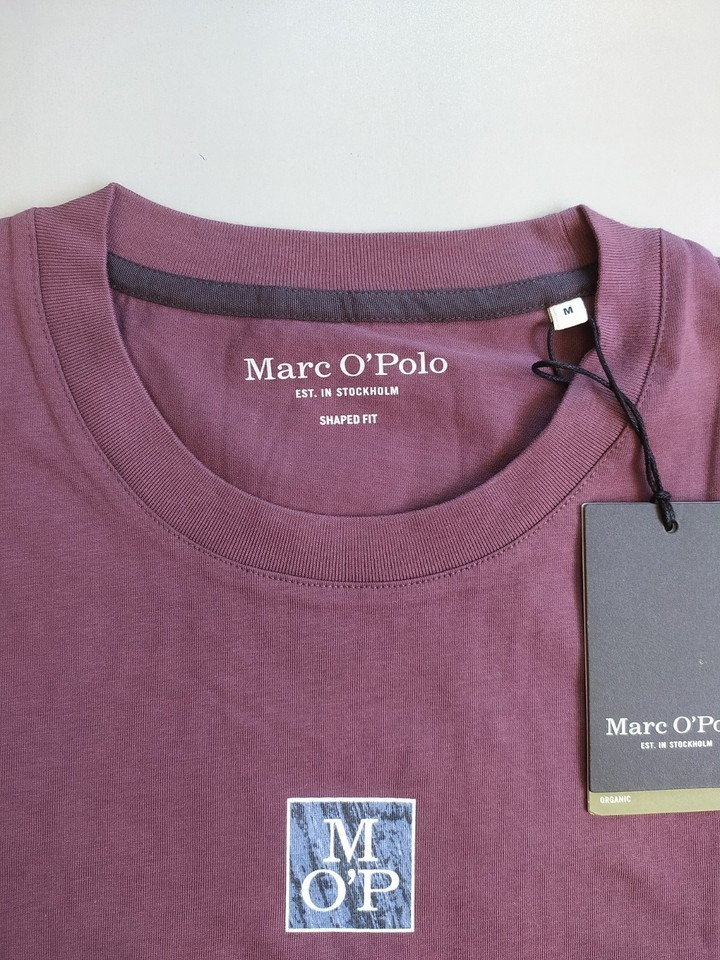 M
Marc O'Polo
EST. IN STOCKHOLM
SHAPED FIT
Marc O'Po
EST. IN STOCKHOLM
ORGANIC
M
O'P